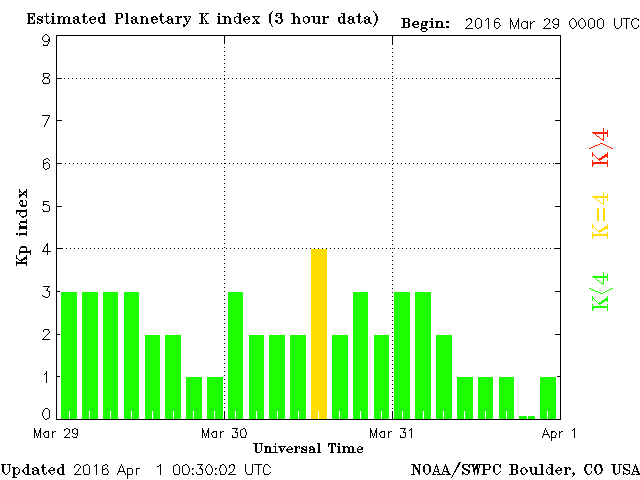 Estimated Planetary K index (3 hour data)
Begin: 2016 Mar 29 0000 UTC
9
8
7
6
5
4
3
2
1
0
Kp index
K>4
K=4
K<4
Mar 29
Mar 30
Mar 31
Apr 1
Universal Time
Updated 2016 Apr 1 00:30:02 UTC
NOAA/SWPC Boulder, CO USA